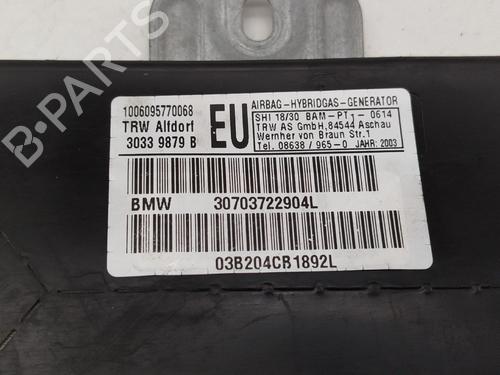 1006095770068
TRW Alfdorf
3033 9879 B
EU
AIRBAG-HYBRIDGAS-GENERATOR
SHI 18/30 BAM-PT1-0614
TRW AS GmbH, 84544 Aschau
Wernher von Braun Str.1
Tel. 08638/ 965-0 JAHR: 2003
BMW 30703722904L
03B204CB1892L
B-Parts